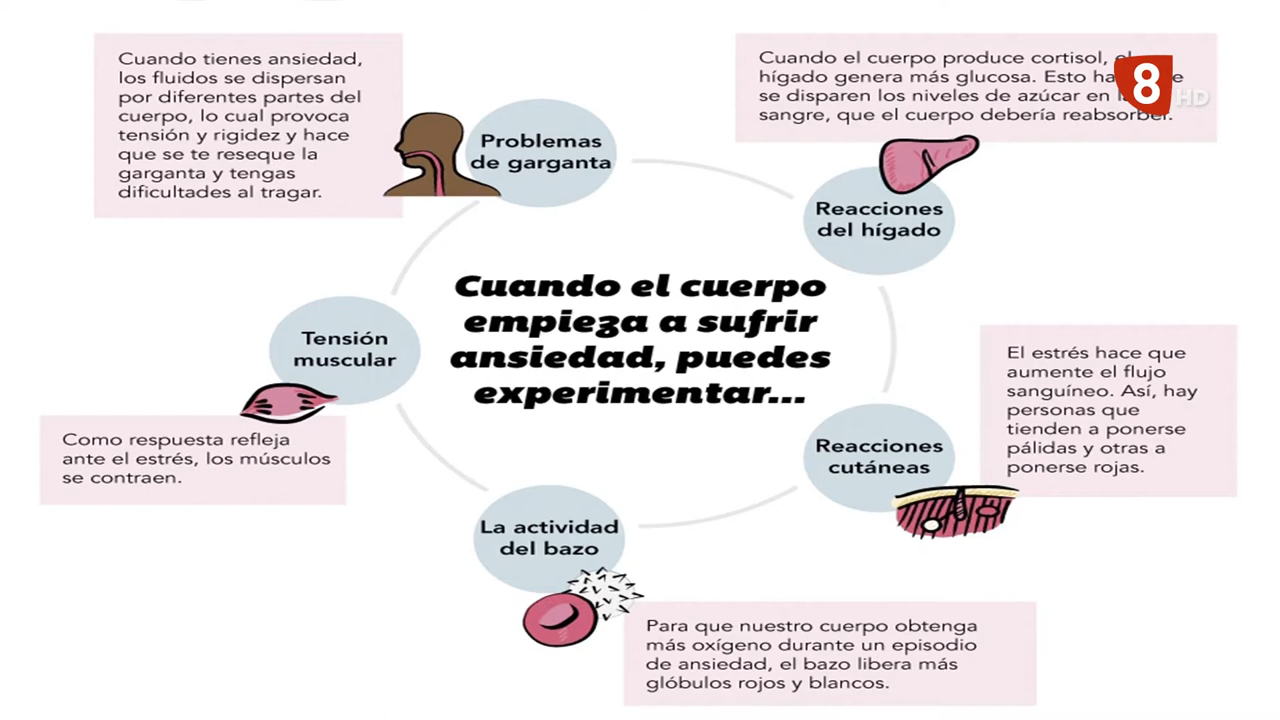 Cuando tienes ansiedad,
los fluidos se dispersan
por diferentes partes del
cuerpo, lo cual provoca
tensión y rigidez y hace
que se te reseque la
garganta y tengas
dificultades al tragar.
Problemas
de garganta
Cuando el cuerpo produce cortisol,
hígado genera más glucosa. Esto
se disparen los niveles de azúcar en
sangre, que el cuerpo debería reabsorber.
8
HD
Reacciones
del hígado
Cuando el cuerpo
empieza a sufrir
ansiedad, puedes
experimentar...
Tensión
muscular
Como respuesta refleja
ante el estrés, los músculos
se contraen.
El estrés hace que
aumente el flujo
sanguíneo. Así, hay
personas que
tienden a ponerse
pálidas y otras a
ponerse rojas.
Reacciones
cutáneas
La actividad
del bazo
Para que nuestro cuerpo obtenga
más oxígeno durante un episodio
de ansiedad, el bazo libera más
glóbulos rojos y blancos.